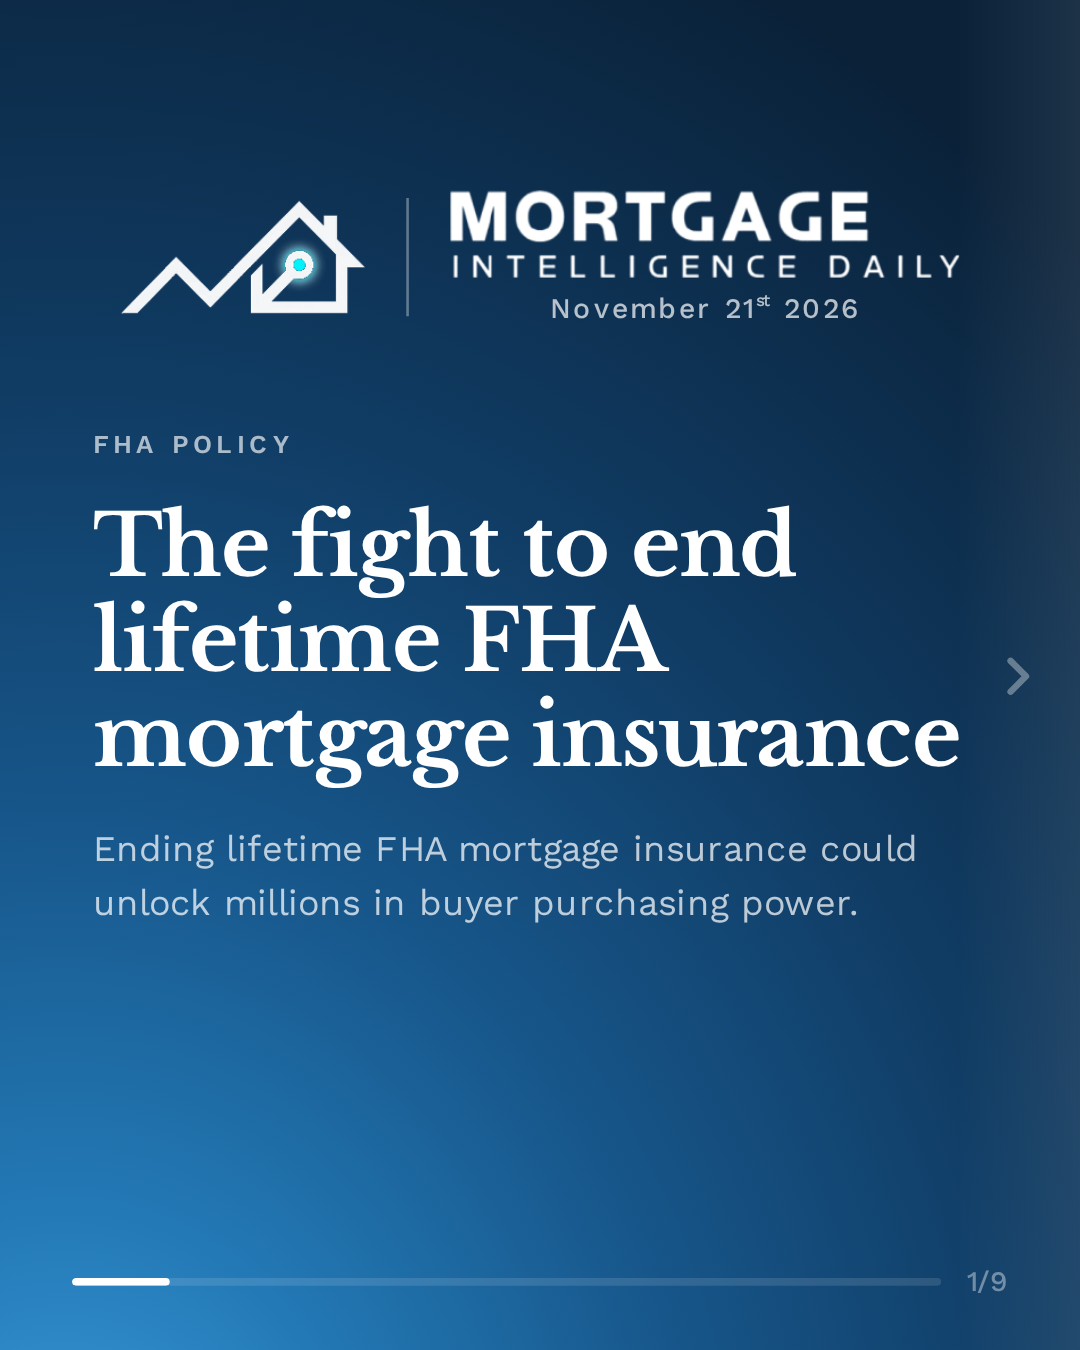 MORTGAGE
INTELLIGENCE DAILY
November 21st 2026
FHA POLICY
The fight to end
lifetime FHA
mortgage insurance
Ending lifetime FHA mortgage insurance could
unlock millions in buyer purchasing power.
1/9